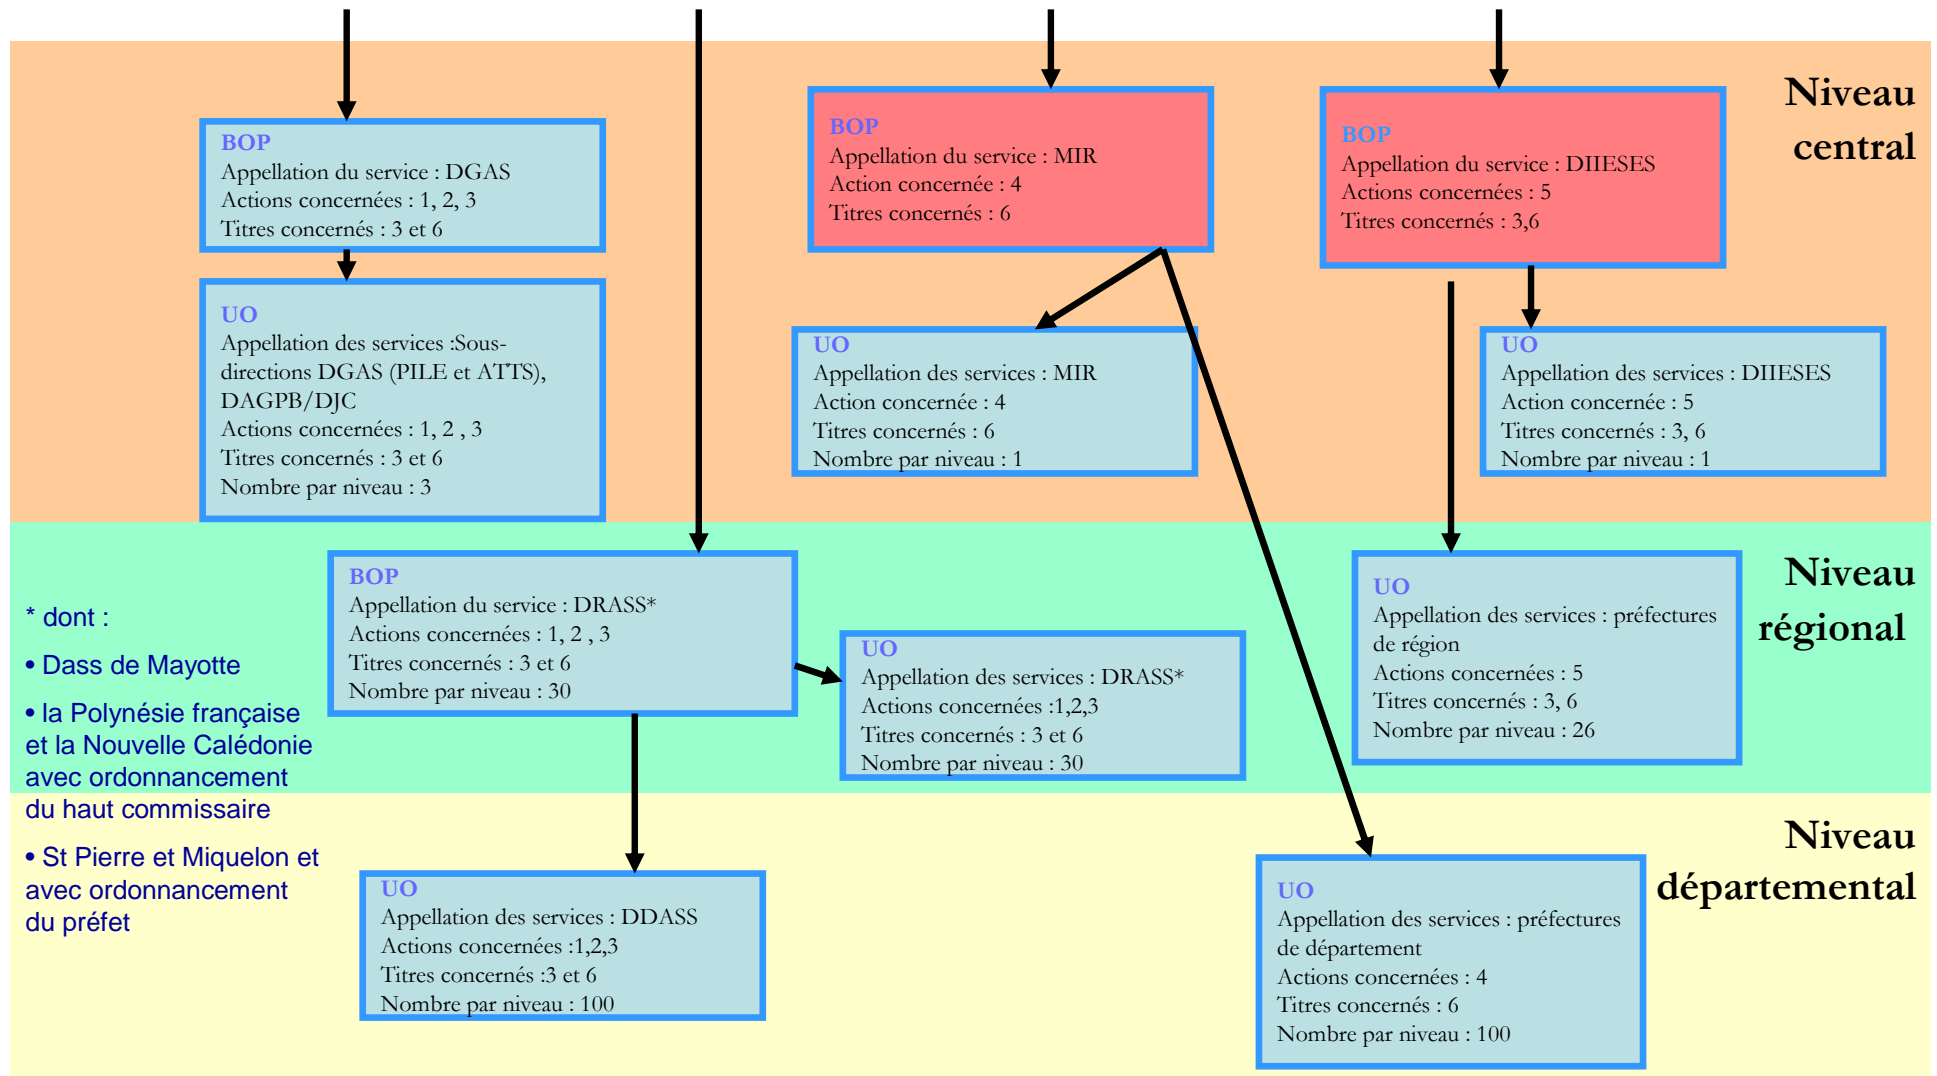 Niveau
central
BOP
Appellation du service : DGAS
Actions concernées : 1, 2, 3
Titres concernés : 3 et 6
BOP
Appellation du service : MIR
Action concernée : 4
Titres concernés : 6
BOP
Appellation du service : DIIESES
Actions concernées : 5
Titres concernés : 3,6
UO
Appellation des services :Sous-
directions DGAS (PILE et ATTS),
DAGPB/DJC
Actions concernées : 1, 2 , 3
Titres concernés : 3 et 6
Nombre par niveau : 3
UO
Appellation des services : MIR
Action concernée : 4
Titres concernés : 6
Nombre par niveau : 1
UO
Appellation des services : DIIESES
Action concernée : 5
Titres concernés : 3, 6
Nombre par niveau : 1
Niveau
régional
BOP
Appellation du service : DRASS*
Actions concernées : 1, 2 , 3
Titres concernés : 3 et 6
Nombre par niveau : 30
UO
Appellation des services : DRASS*
Actions concernées :1,2,3
Titres concernés : 3 et 6
Nombre par niveau : 30
UO
Appellation des services : préfectures
de région
Actions concernées : 5
Titres concernés : 3, 6
Nombre par niveau : 26
* dont :
• Dass de Mayotte
• la Polynésie française
et la Nouvelle Calédonie
avec ordonnancement
du haut commissaire
• St Pierre et Miquelon et
avec ordonnancement
du préfet
Niveau
départemental
UO
Appellation des services : DDASS
Actions concernées :1,2,3
Titres concernés :3 et 6
Nombre par niveau : 100
UO
Appellation des services : préfectures
de département
Actions concernées : 4
Titres concernés : 6
Nombre par niveau : 100